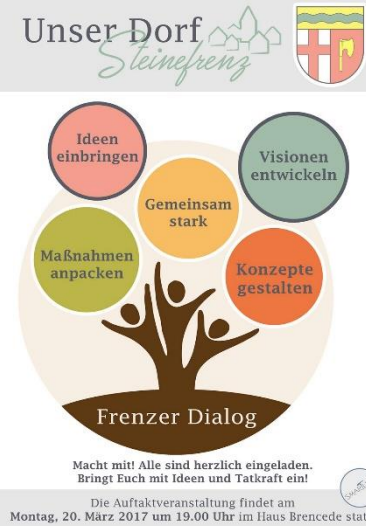 Unser Dorf
Steinefrenz
Ideen
einbringen
Visionen
entwickeln
Gemeinsam
stark
Maßnahmen
anpacken
Konzepte
gestalten
Frenzer Dialog
Macht mit! Alle sind herzlich eingeladen.
Bringt Euch mit Ideen und Tatkraft ein!
Die Auftaktveranstaltung findet am
Montag, 20. März 2017 um 19.00 Uhr im Haus Brencede stat